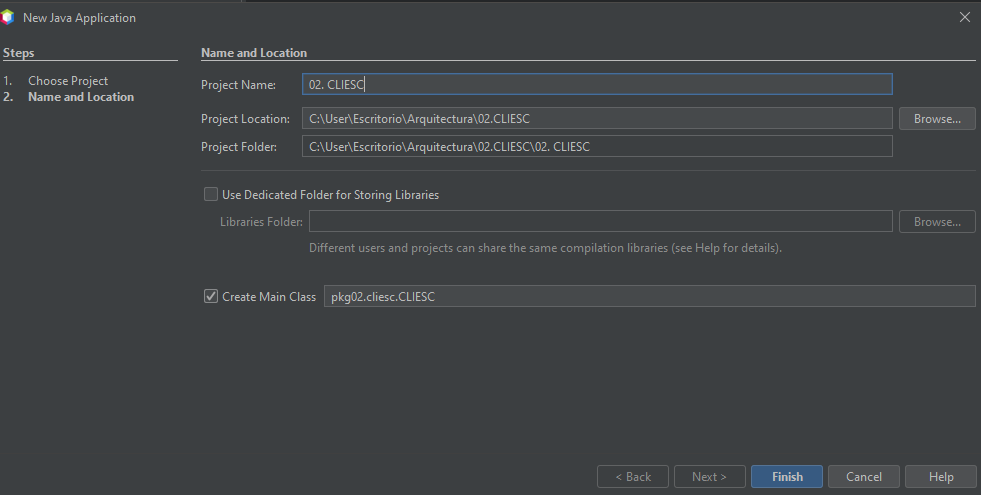 New Java Application
Steps
1. Choose Project
2. Name and Location
Name and Location
Project Name: 02. CLIESC
Project Location: C:\User\Escritorio\Arquitectura\02.CLIESC Browse...
Project Folder: C:\User\Escritorio\Arquitectura\02.CLIESC\02. CLIESC
Use Dedicated Folder for Storing Libraries
Libraries Folder: Browse...
Different users and projects can share the same compilation libraries (see Help for details).
Create Main Class pkg02.cliesc.CLIESC
< Back Next > Finish Cancel Help